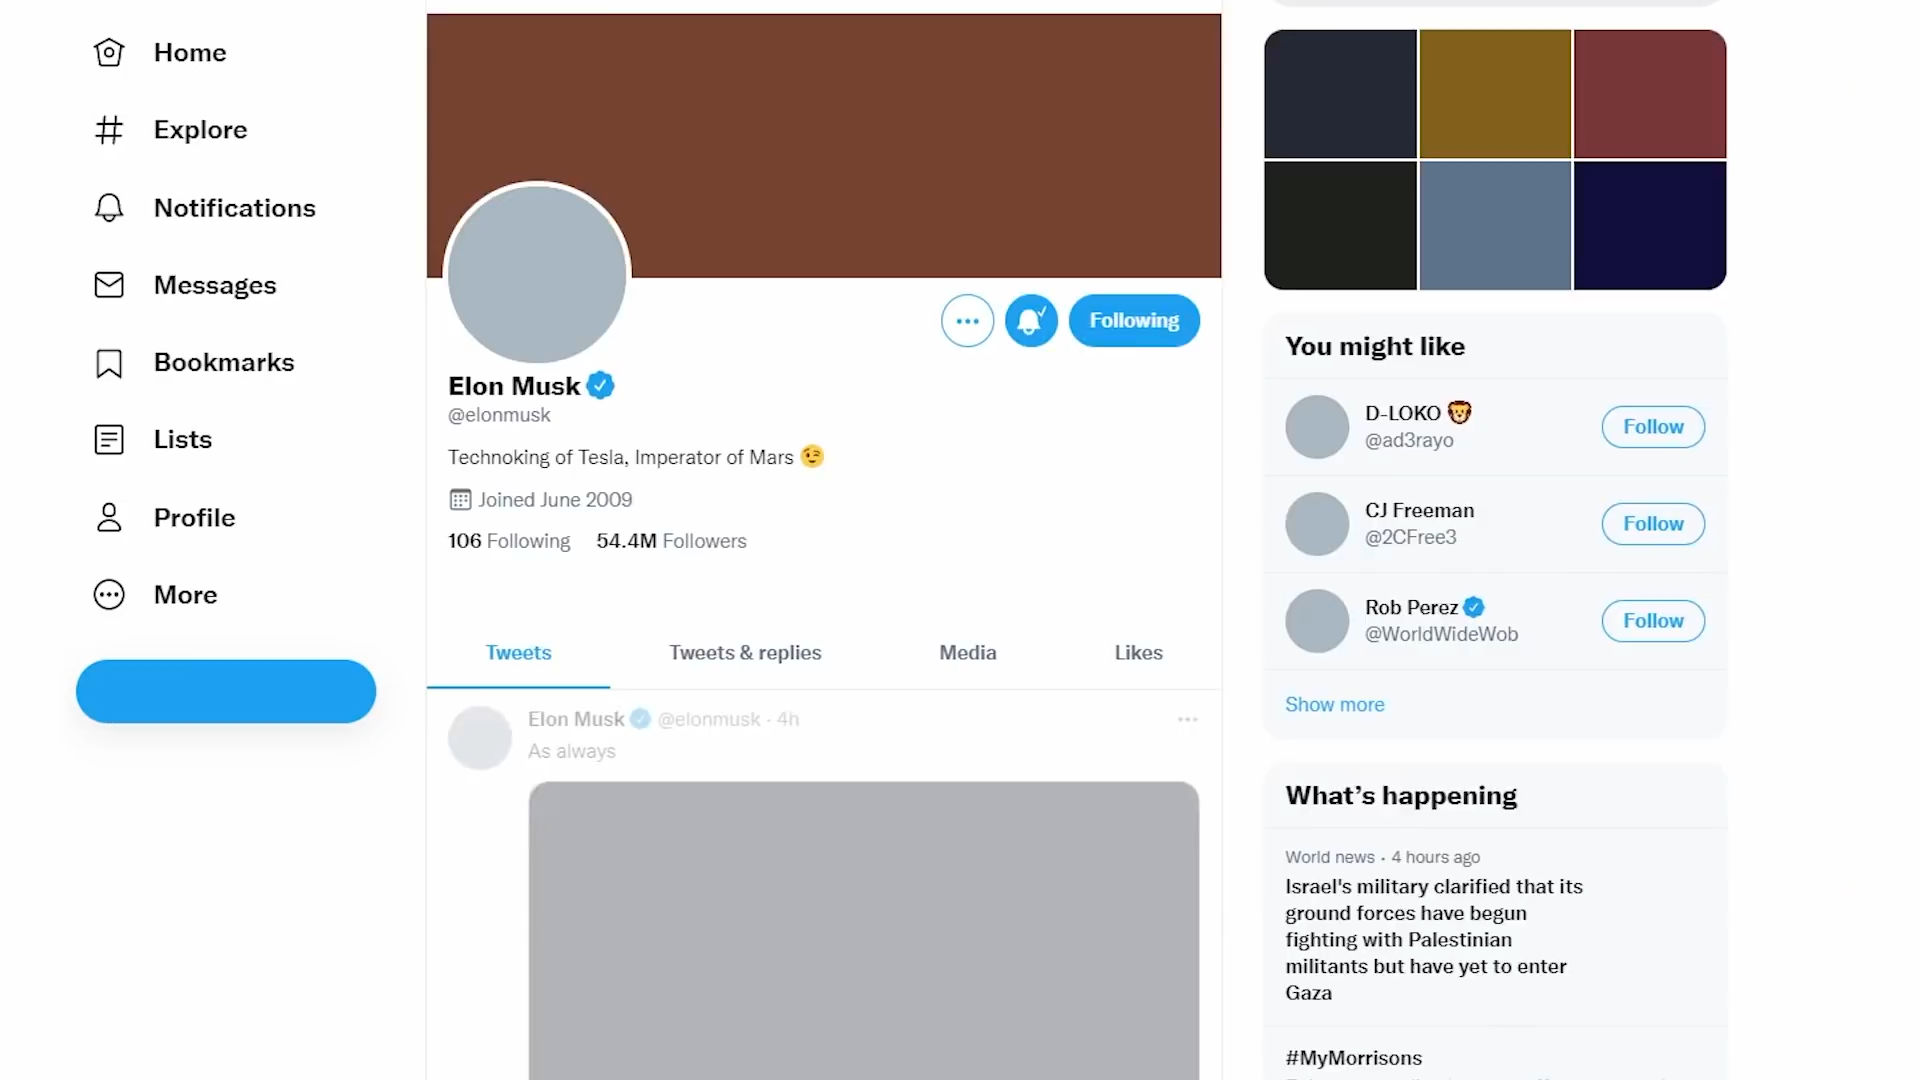 Home
Explore
Notifications
Messages
Bookmarks
Lists
Profile
More
Following
Elon Musk
@elonmusk
Technoking of Tesla, Imperator of Mars 😉
Joined June 2009
106 Following 54.4M Followers
Tweets Tweets & replies Media Likes
Elon Musk @elonmusk · 4h
As always
You might like
D-LOKO 🦁
@ad3rayo
Follow
CJ Freeman
@2CFree3
Follow
Rob Perez
@WorldWideWob
Follow
Show more
What’s happening
World news · 4 hours ago
Israel's military clarified that its
ground forces have begun
fighting with Palestinian
militants but have yet to enter
Gaza
#MyMorrisons